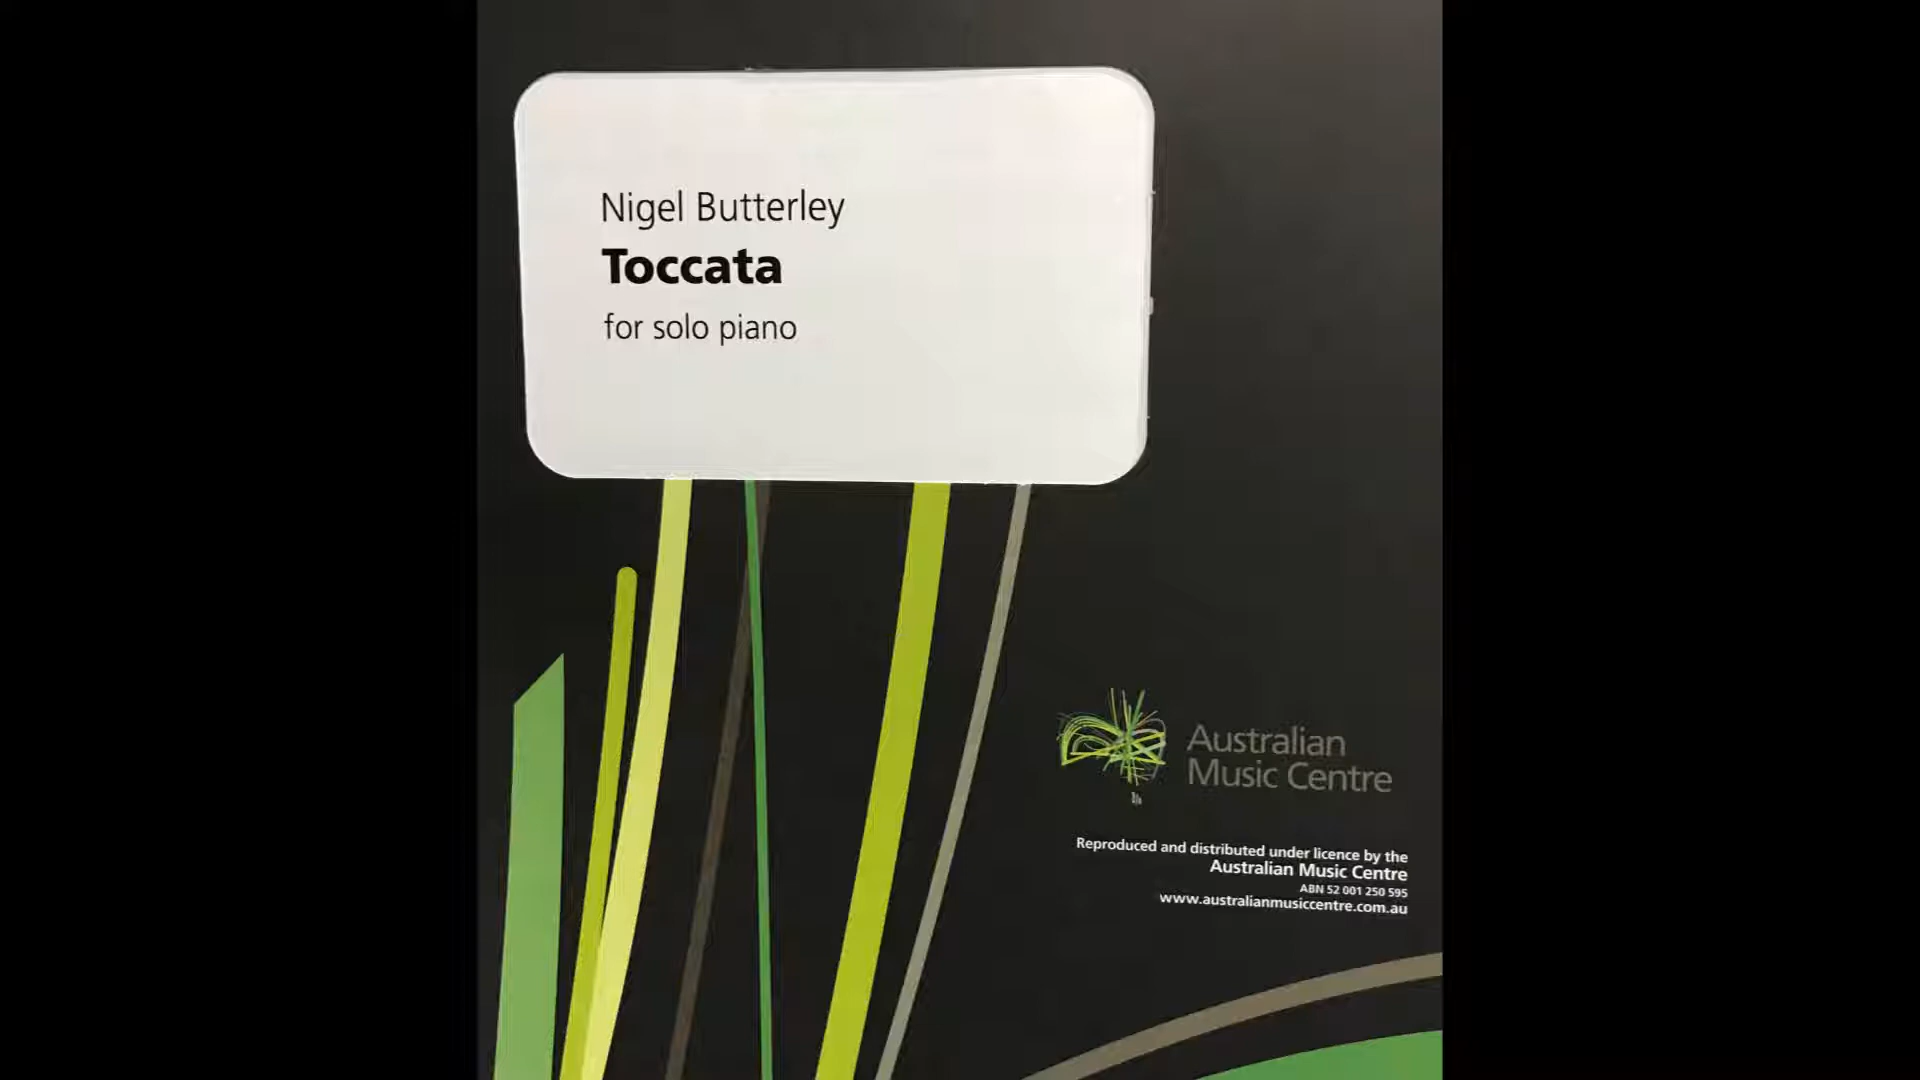 Nigel Butterley
Toccata
for solo piano
Australian
Music Centre
Reproduced and distributed under licence by the
Australian Music Centre
ABN 52 001 250 595
www.australianmusiccentre.com.au